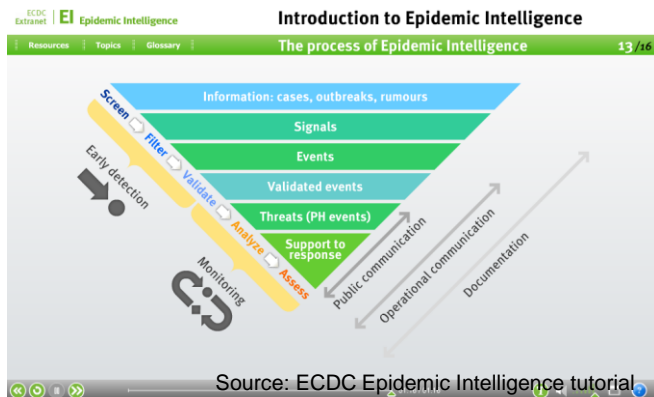 ECDC
Extranet
EI Epidemic Intelligence
Introduction to Epidemic Intelligence
Resources
Topics
Glossary
The process of Epidemic Intelligence
13/16
Information: cases, outbreaks, rumours
Signals
Events
Validated events
Threats (PH events)
Support to
response
Screen
Filter
Validate
Analyze
Assess
Early detection
Monitoring
Public communication
Operational communication
Documentation
Source: ECDC Epidemic Intelligence tutorial